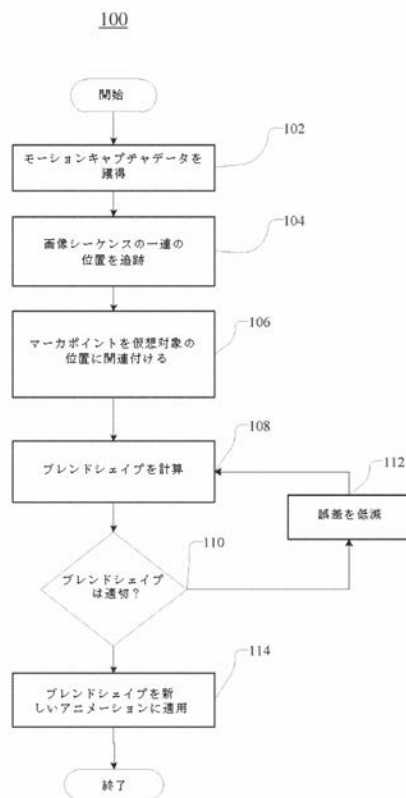 100
開始
102
モーションキャプチャデータを
獲得
104
画像シーケンスの一連の
位置を追跡
106
マーカポイントを仮想対象の
位置に関連付ける
108
ブレンドシェイプを計算
112
誤差を低減
110
ブレンドシェイプ
は適切?
114
ブレンドシェイプを新
しいアニメーションに適用
終了